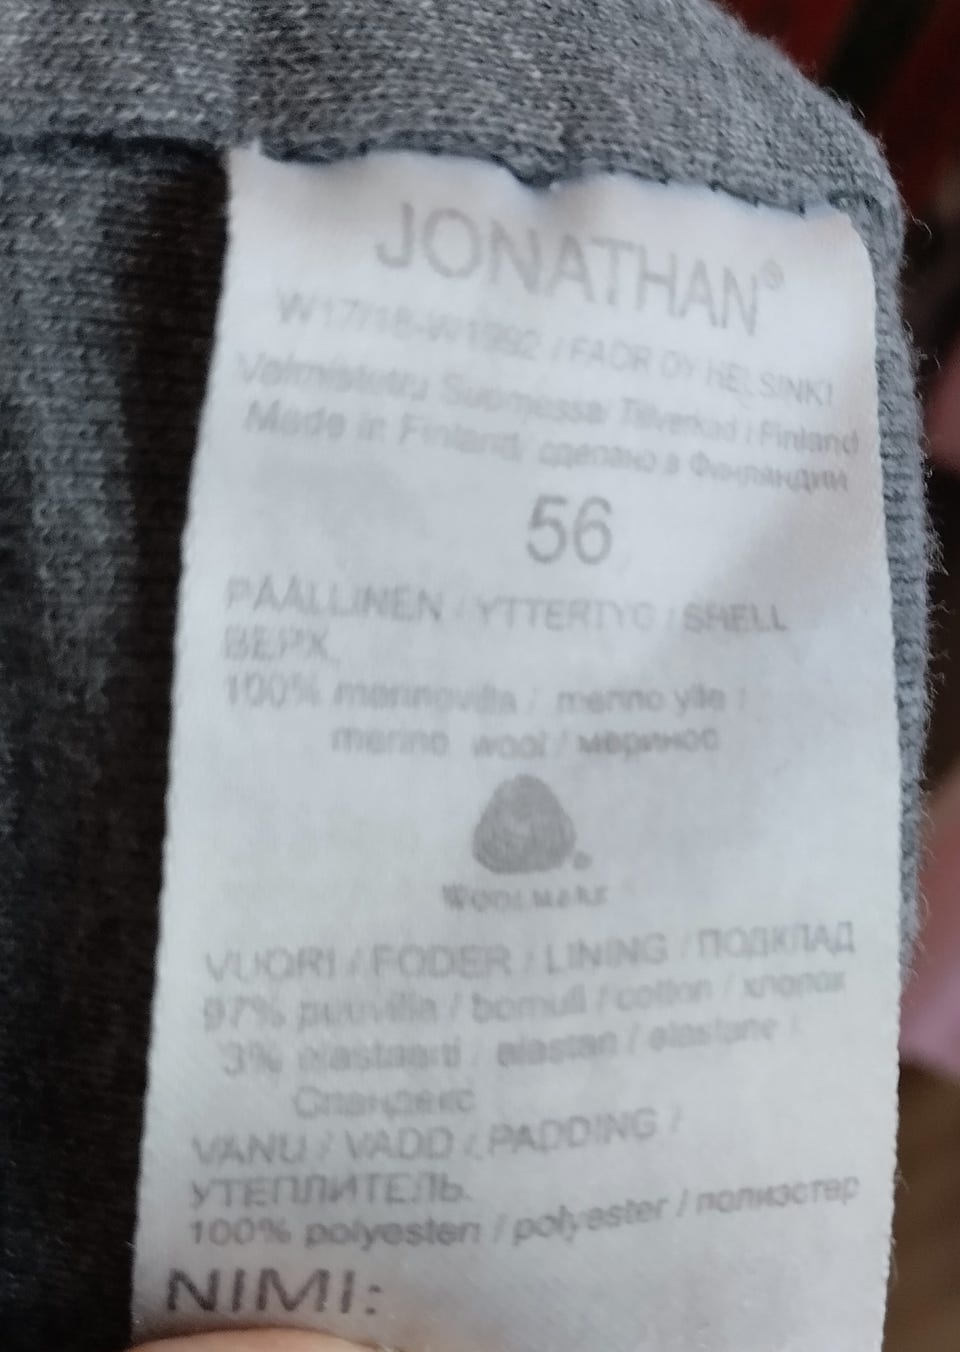 JONATHAN®
W17/18-W1992 / FADR OY HELSINKI
Valmistettu Suomessa/ Tillverkad i Finland
Made in Finland/ сделано в Финляндии
56
PÄÄLLINEN / YTTERTYG / SHELL
ВЕРХ
100% merinovilla / merino ylle /
merino wool / меринос
WOOLMARK
VUORI / FODER / LINING / ПОДКЛАД
97% puuvilla / bomull / cotton / хлопок
3% elastaani / elastan / elastane /
Спандекс
VANU / VADD / PADDING /
УТЕПЛИТЕЛЬ
100% polyesteri / polyester / полиэстер
NIMI: